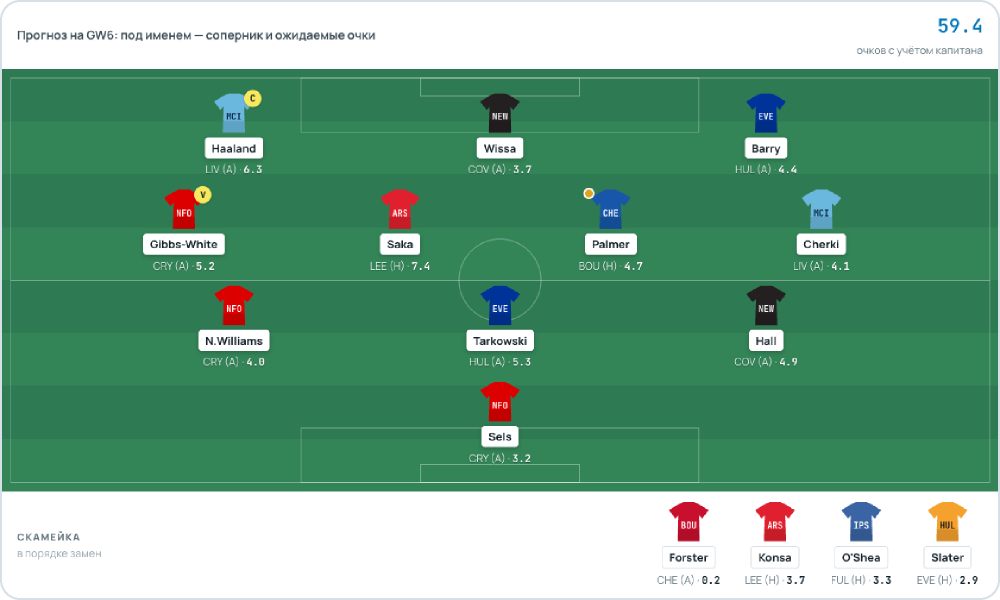 Прогноз на GW6: под именем — соперник и ожидаемые очки
59.4
очков с учётом капитана
MCI C
NEW
EVE
Haaland
Wissa
Barry
LIV (A) · 6.3
COV (A) · 3.7
HUL (A) · 4.4
NFO V
ARS
CHE
MCI
Gibbs-White
Saka
Palmer
Cherki
CRY (A) · 5.2
LEE (H) · 7.4
BOU (H) · 4.7
LIV (A) · 4.1
NFO
EVE
NEW
N.Williams
Tarkowski
Hall
CRY (A) · 4.0
HUL (A) · 5.3
COV (A) · 4.9
NFO
Sels
CRY (A) · 3.2
СКАМЕЙКА
в порядке замен
BOU
ARS
IPS
HUL
Forster
Konsa
O'Shea
Slater
CHE (A) · 0.2
LEE (H) · 3.7
FUL (H) · 3.3
EVE (H) · 2.9